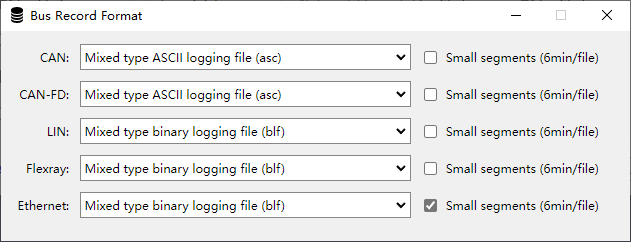 Bus Record Format
CAN: Mixed type ASCII logging file (asc) Small segments (6min/file)
CAN-FD: Mixed type ASCII logging file (asc) Small segments (6min/file)
LIN: Mixed type binary logging file (blf) Small segments (6min/file)
Flexray: Mixed type binary logging file (blf) Small segments (6min/file)
Ethernet: Mixed type binary logging file (blf) Small segments (6min/file)